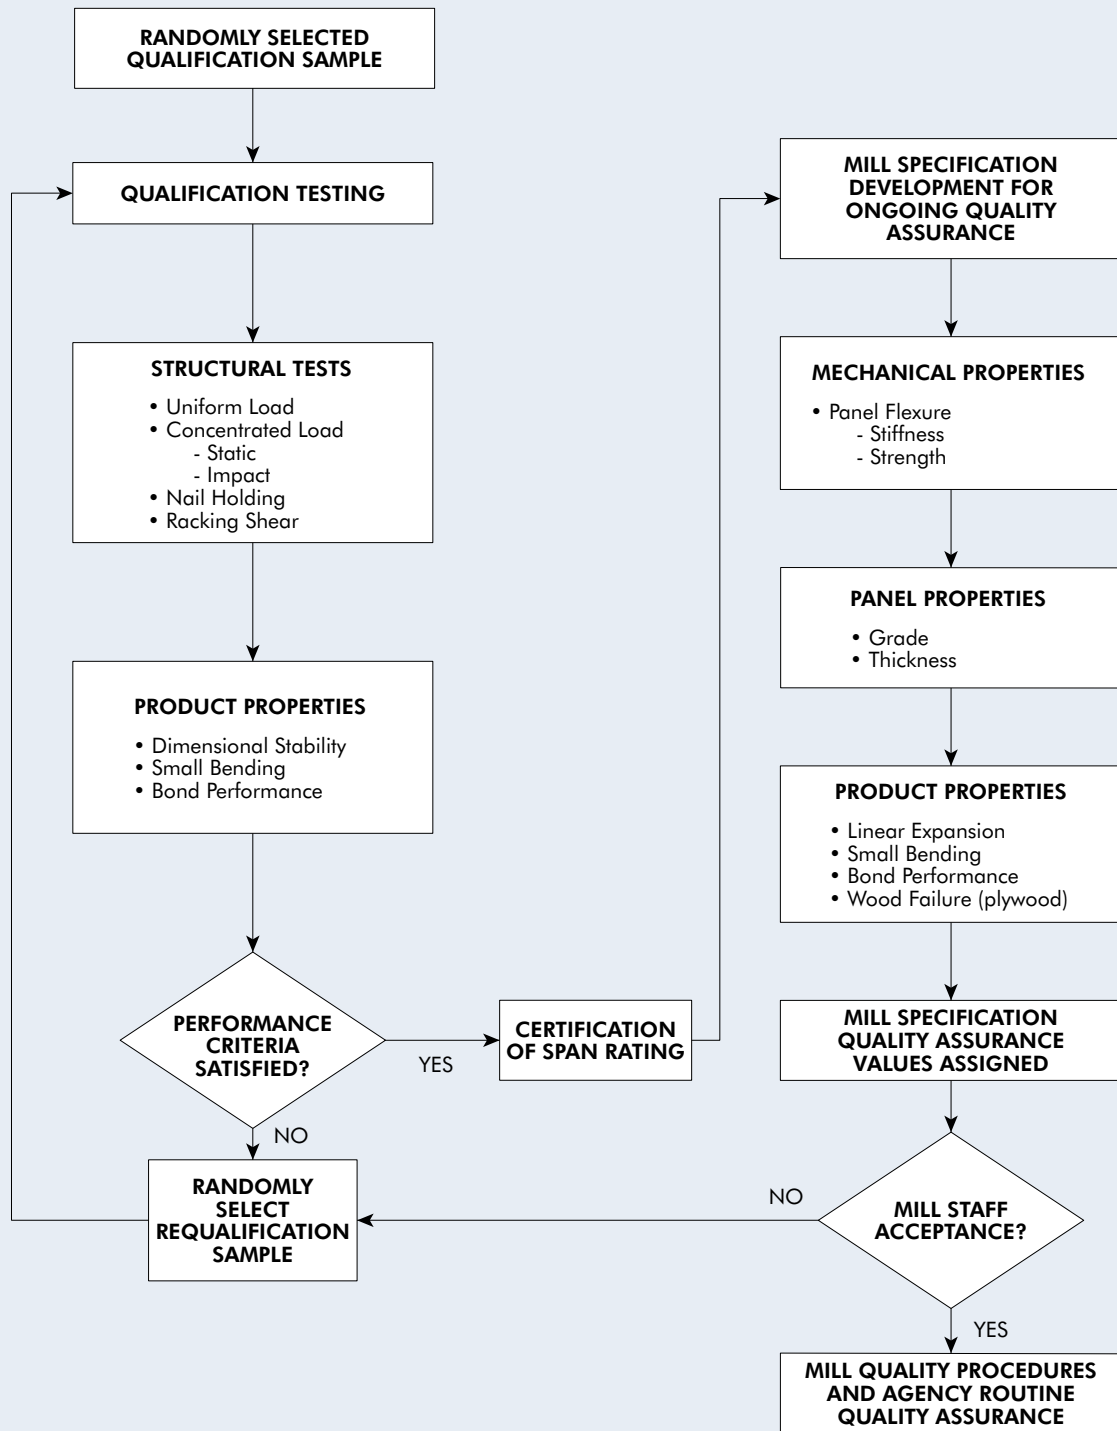 RANDOMLY SELECTED
QUALIFICATION SAMPLE
QUALIFICATION TESTING
STRUCTURAL TESTS
• Uniform Load
• Concentrated Load
- Static
- Impact
• Nail Holding
• Racking Shear
PRODUCT PROPERTIES
• Dimensional Stability
• Small Bending
• Bond Performance
PERFORMANCE
CRITERIA
SATISFIED?
YES
NO
CERTIFICATION
OF SPAN RATING
RANDOMLY
SELECT
REQUALIFICATION
SAMPLE
MILL SPECIFICATION
DEVELOPMENT FOR
ONGOING QUALITY
ASSURANCE
MECHANICAL PROPERTIES
• Panel Flexure
- Stiffness
- Strength
PANEL PROPERTIES
• Grade
• Thickness
PRODUCT PROPERTIES
• Linear Expansion
• Small Bending
• Bond Performance
• Wood Failure (plywood)
MILL SPECIFICATION
QUALITY ASSURANCE
VALUES ASSIGNED
MILL STAFF
ACCEPTANCE?
NO
YES
MILL QUALITY PROCEDURES
AND AGENCY ROUTINE
QUALITY ASSURANCE